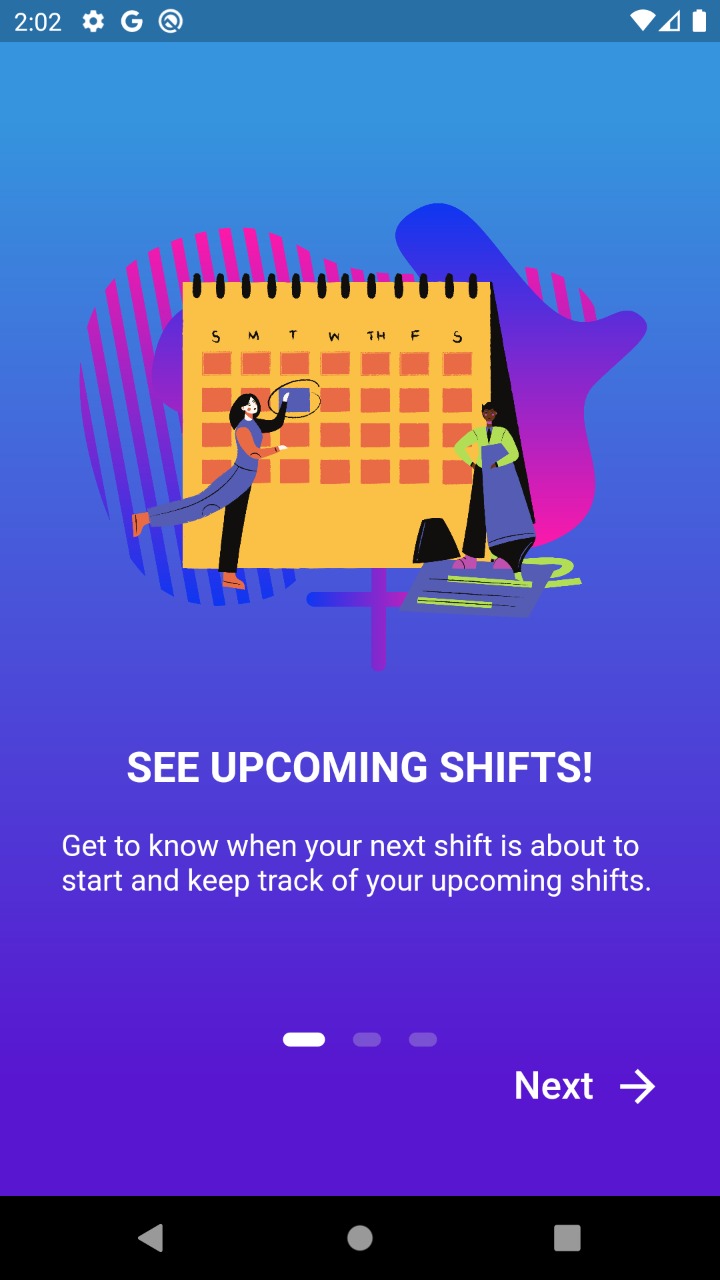 2:02
S M T W TH F S
SEE UPCOMING SHIFTS!
Get to know when your next shift is about to
start and keep track of your upcoming shifts.
Next